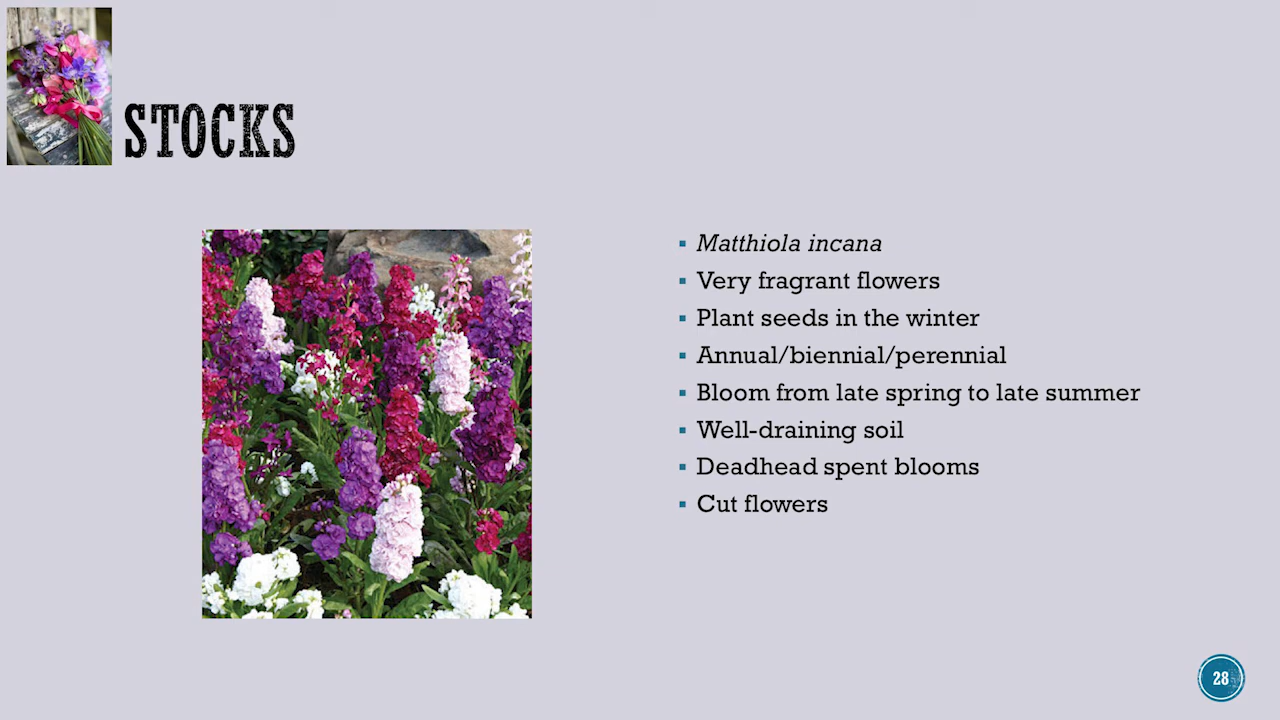 STOCKS
▪ Matthiola incana
▪ Very fragrant flowers
▪ Plant seeds in the winter
▪ Annual/biennial/perennial
▪ Bloom from late spring to late summer
▪ Well-draining soil
▪ Deadhead spent blooms
▪ Cut flowers
28